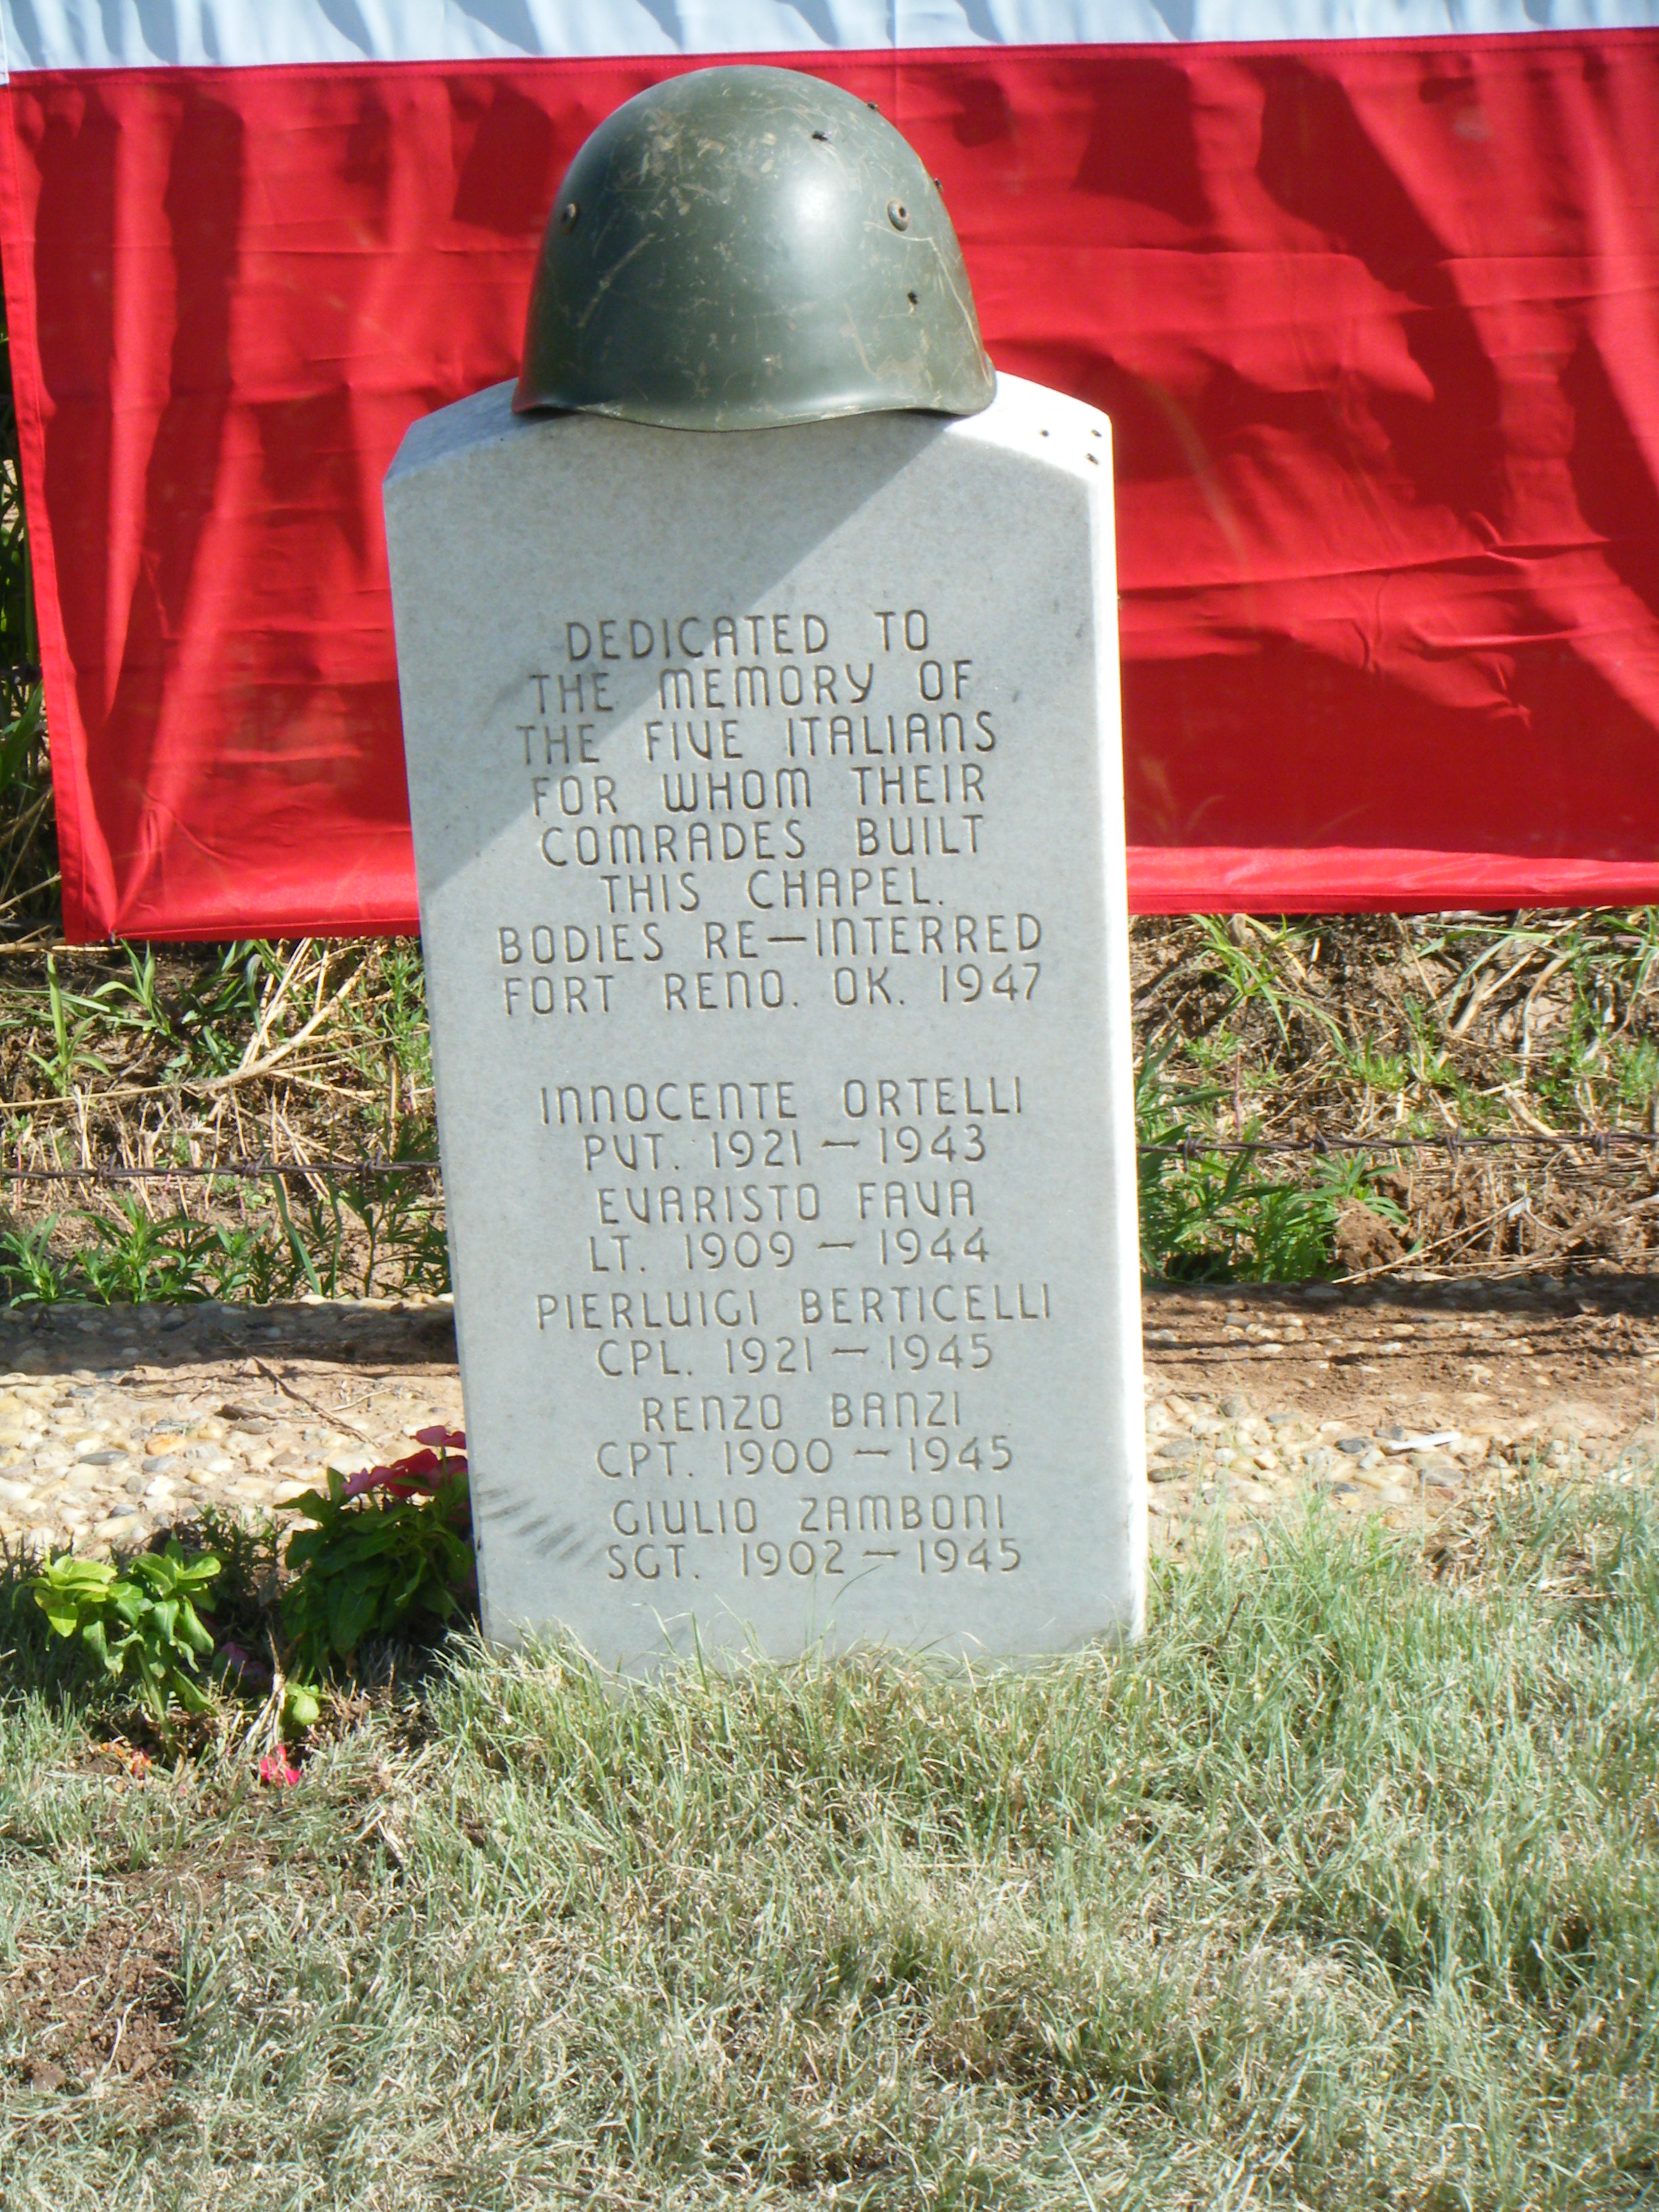 DEDICATED TO
THE MEMORY OF
THE FIVE ITALIANS
FOR WHOM THEIR
COMRADES BUILT
THIS CHAPEL.
BODIES RE-INTERRED
FORT RENO. OK. 1947
INNOCENTE ORTELLI
PVT. 1921 - 1943
EVARISTO FAVA
LT. 1909 - 1944
PIERLUIGI BERTICELLI
CPL. 1921 - 1945
RENZO BANZI
CPT. 1900 - 1945
GIULIO ZAMBONI
SGT. 1902 - 1945